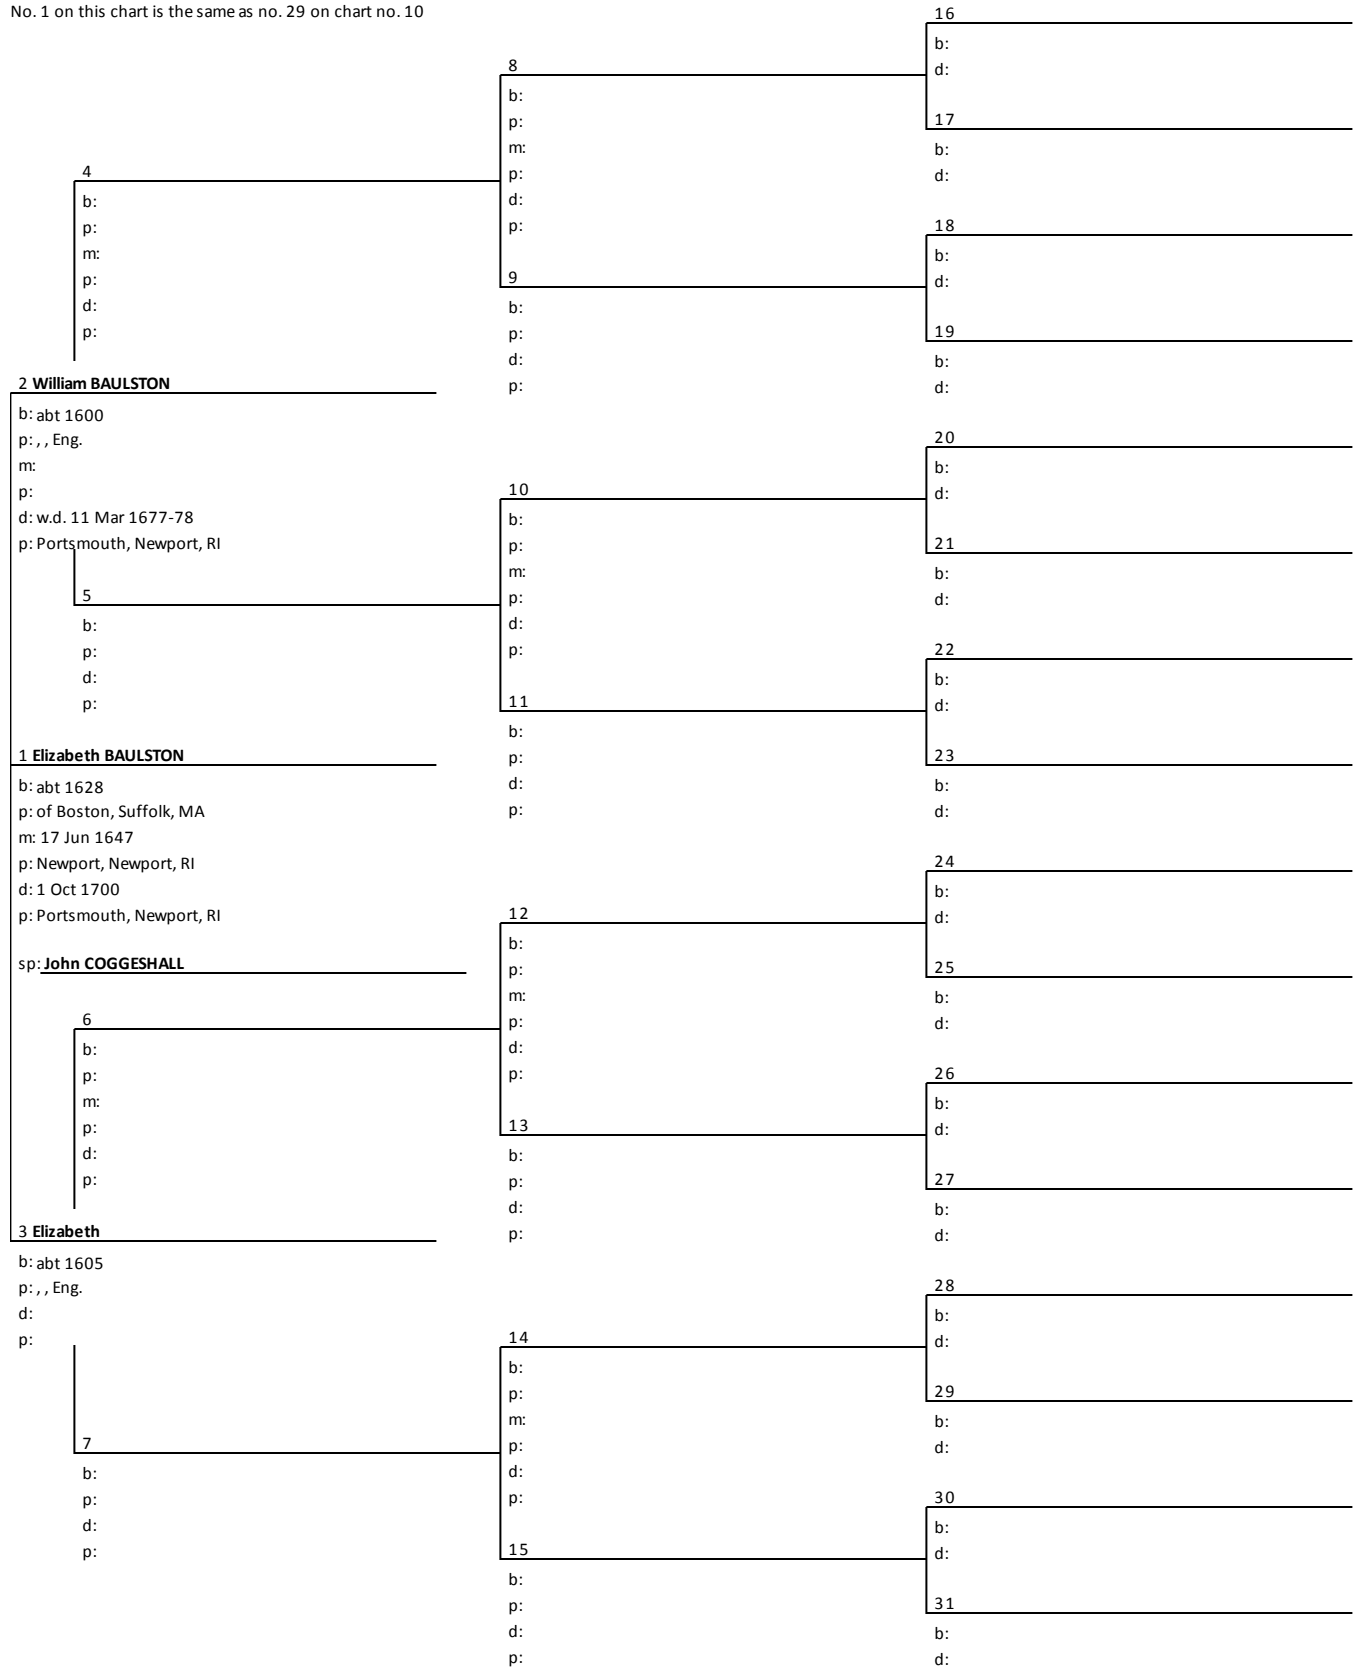 No. 1 on this chart is the same as no. 29 on chart no. 10
4
b:
p:
m:
p:
d:
p:
2 William BAULSTON
b: abt 1600
p: , , Eng.
m:
p:
d: w.d. 11 Mar 1677-78
p: Portsmouth, Newport, RI
5
b:
p:
d:
p:
1 Elizabeth BAULSTON
b: abt 1628
p: of Boston, Suffolk, MA
m: 17 Jun 1647
p: Newport, Newport, RI
d: 1 Oct 1700
p: Portsmouth, Newport, RI
sp: John COGGESHALL
6
b:
p:
m:
p:
d:
p:
3 Elizabeth
b: abt 1605
p: , , Eng.
d:
p:
7
b:
p:
d:
p:
8
b:
p:
m:
p:
d:
p:
9
b:
p:
d:
p:
10
b:
p:
m:
p:
d:
p:
11
b:
p:
d:
p:
12
b:
p:
m:
p:
d:
p:
13
b:
p:
d:
p:
14
b:
p:
m:
p:
d:
p:
15
b:
p:
d:
p:
16
b:
d:
17
b:
d:
18
b:
d:
19
b:
d:
20
b:
d:
21
b:
d:
22
b:
d:
23
b:
d:
24
b:
d:
25
b:
d:
26
b:
d:
27
b:
d:
28
b:
d:
29
b:
d:
30
b:
d:
31
b:
d: